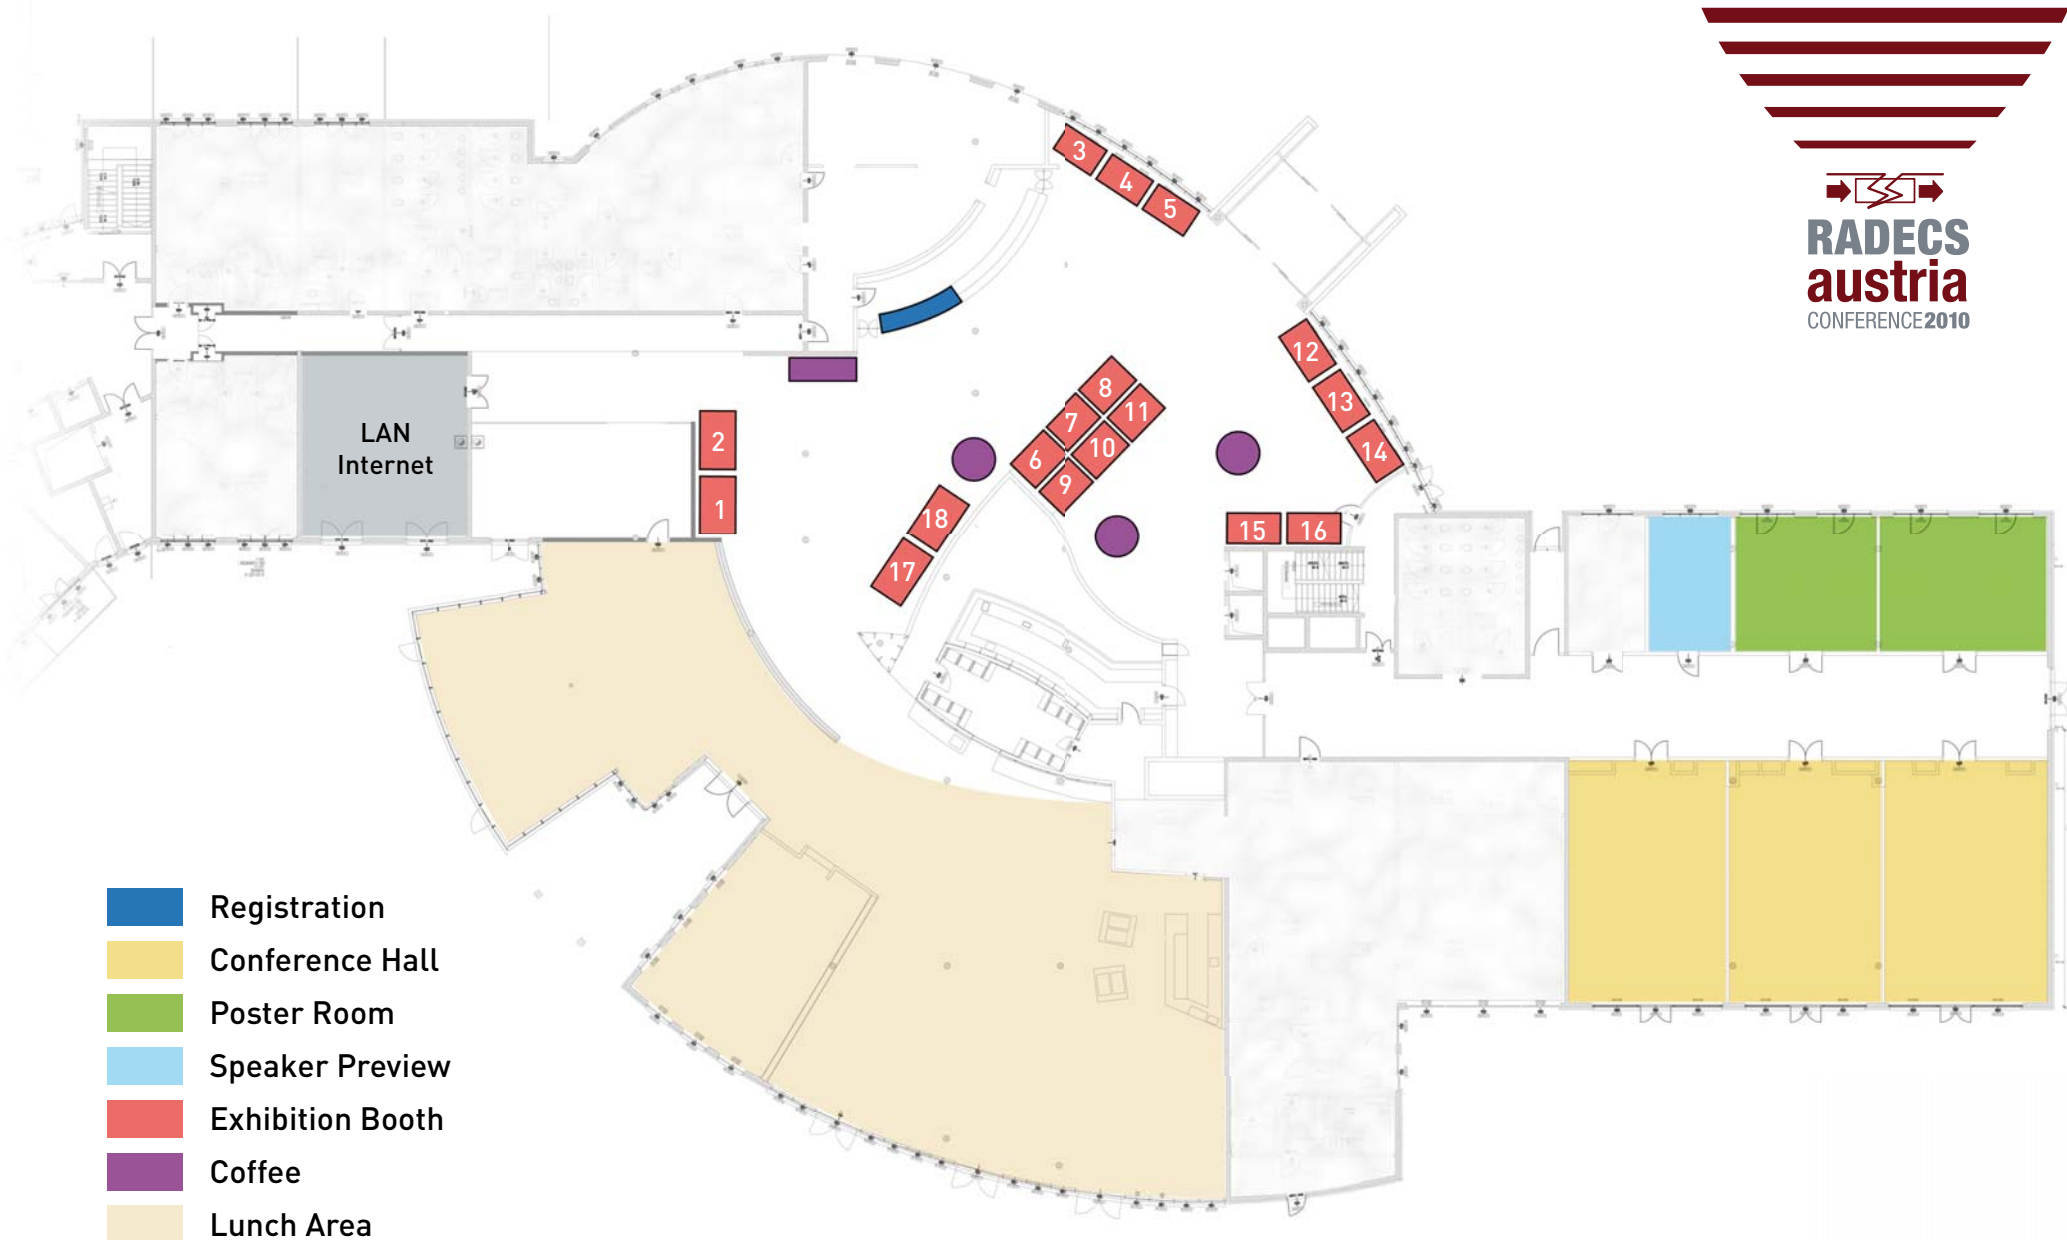 RADECS
austria
CONFERENCE2010
3
4
5
12
13
14
8
11
7
10
6
9
2
1
LAN
Internet
18
17
15
16
Registration
Conference Hall
Poster Room
Speaker Preview
Exhibition Booth
Coffee
Lunch Area